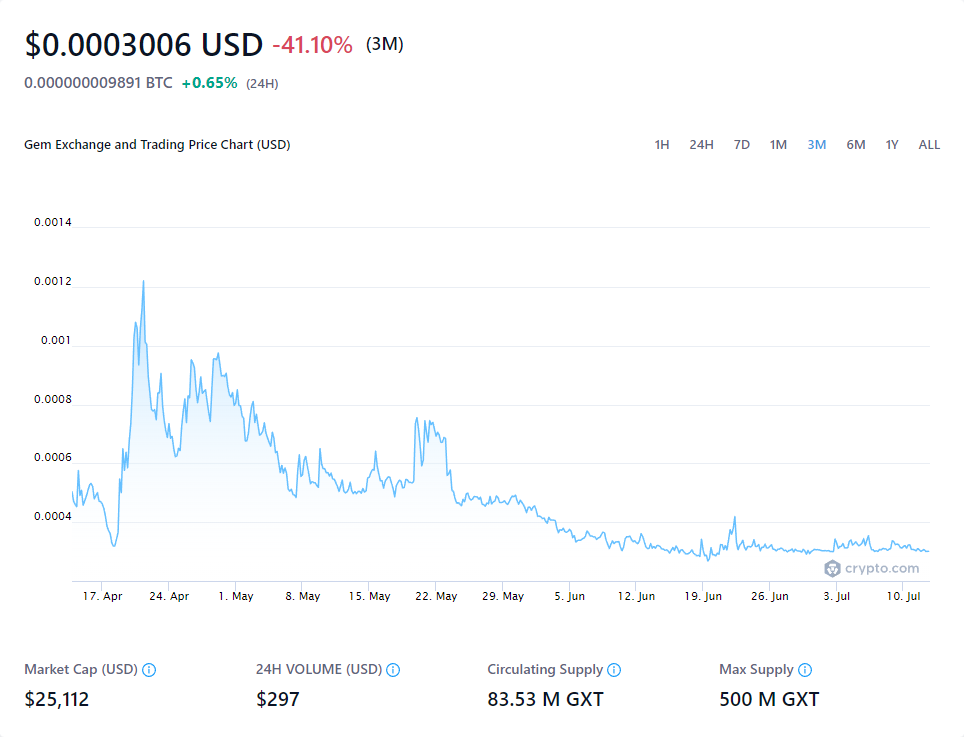 $0.0003006 USD -41.10% (3M)
0.000000009891 BTC +0.65% (24H)
Gem Exchange and Trading Price Chart (USD) 1H 24H 7D 1M 3M 6M 1Y ALL
0.0014
0.0012
0.001
0.0008
0.0006
0.0004
crypto.com
17. Apr 24. Apr 1. May 8. May 15. May 22. May 29. May 5. Jun 12. Jun 19. Jun 26. Jun 3. Jul 10. Jul
Market Cap (USD) 24H VOLUME (USD) Circulating Supply Max Supply
$25,112 $297 83.53 M GXT 500 M GXT